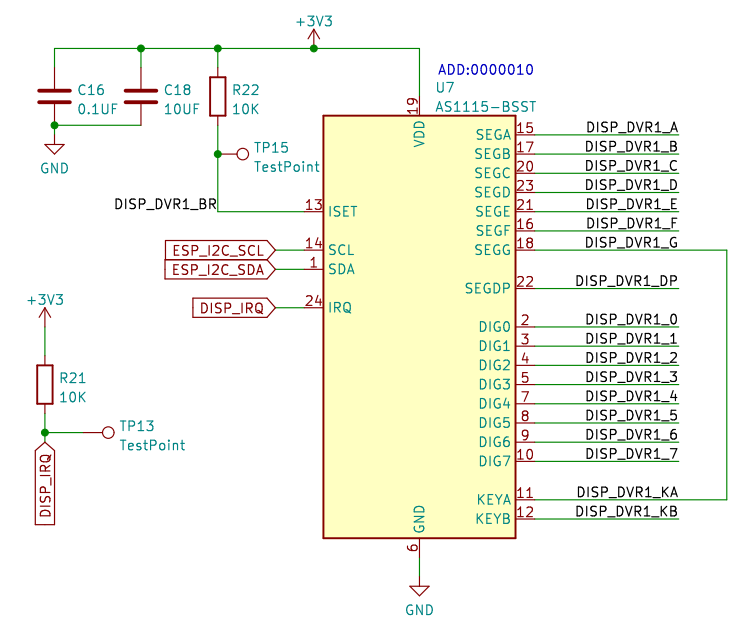 +3V3
ADD:0000010
U7
AS1115-BSST
C16
0.1UF
C18
10UF
R22
10K
GND
TP15
TestPoint
DISP_DVR1_BR
13
ISET
ESP_I2C_SCL
14
SCL
ESP_I2C_SDA
1
SDA
DISP_IRQ
24
IRQ
19
VDD
SEGA
15
DISP_DVR1_A
SEGB
17
DISP_DVR1_B
SEGC
20
DISP_DVR1_C
SEGD
23
DISP_DVR1_D
SEGE
21
DISP_DVR1_E
SEGF
16
DISP_DVR1_F
SEGG
18
DISP_DVR1_G
SEGDP
22
DISP_DVR1_DP
DIG0
2
DISP_DVR1_0
DIG1
3
DISP_DVR1_1
DIG2
4
DISP_DVR1_2
DIG3
5
DISP_DVR1_3
DIG4
7
DISP_DVR1_4
DIG5
8
DISP_DVR1_5
DIG6
9
DISP_DVR1_6
DIG7
10
DISP_DVR1_7
KEYA
11
DISP_DVR1_KA
KEYB
12
DISP_DVR1_KB
GND
6
GND
+3V3
R21
10K
TP13
TestPoint
DISP_IRQ